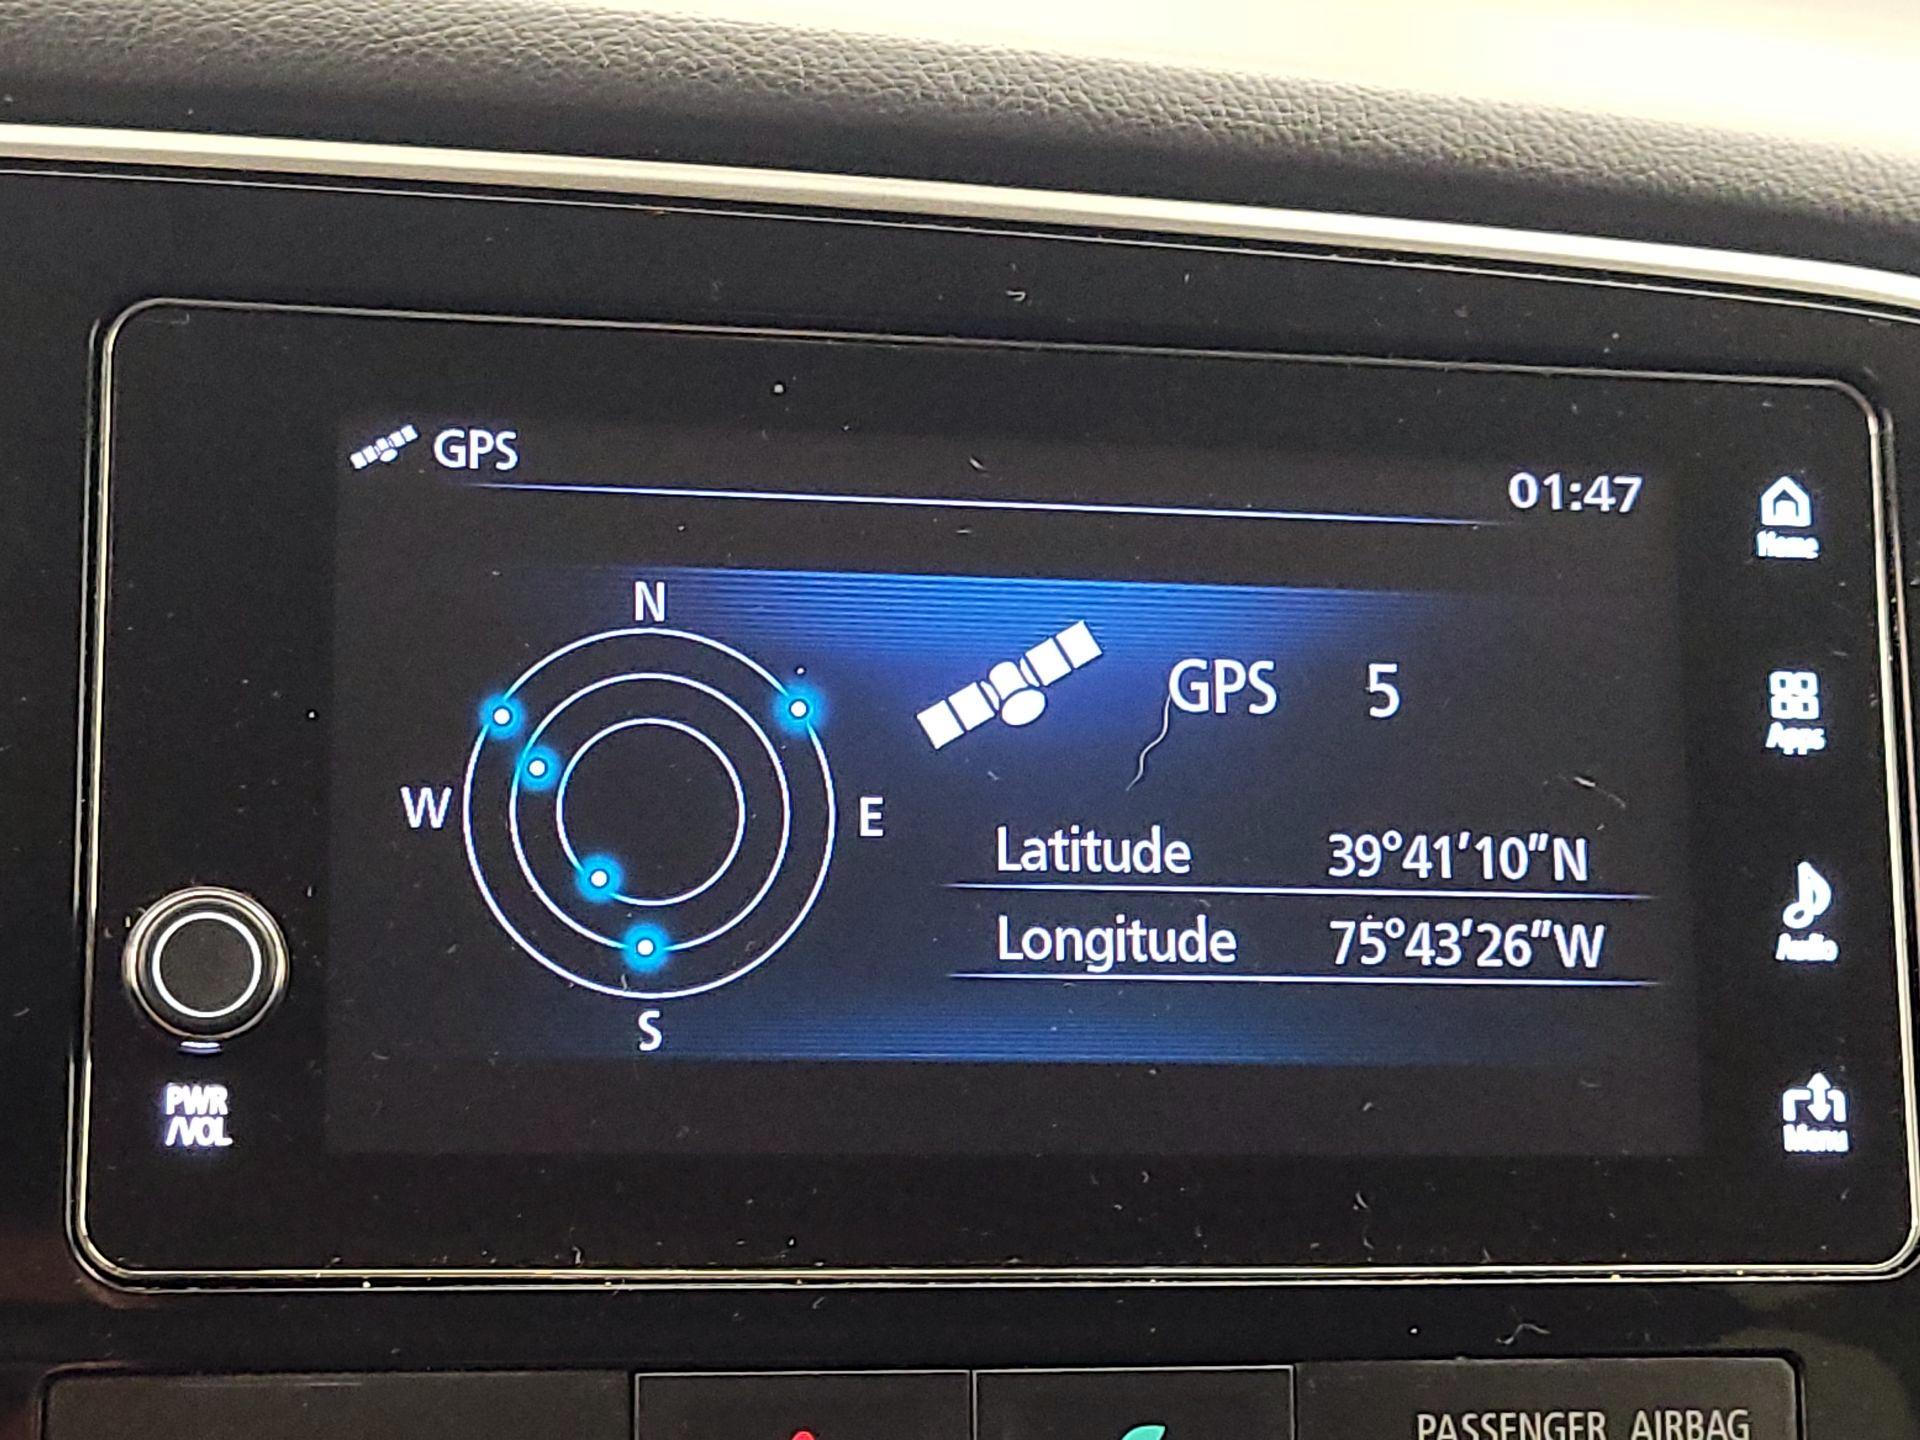 GPS
01:47
Home
N
GPS 5
Apps
W
E
Latitude 39°41'10"N
Longitude 75°43'26"W
Audio
S
PWR
/VOL
Menu
PASSENGER AIRBAG